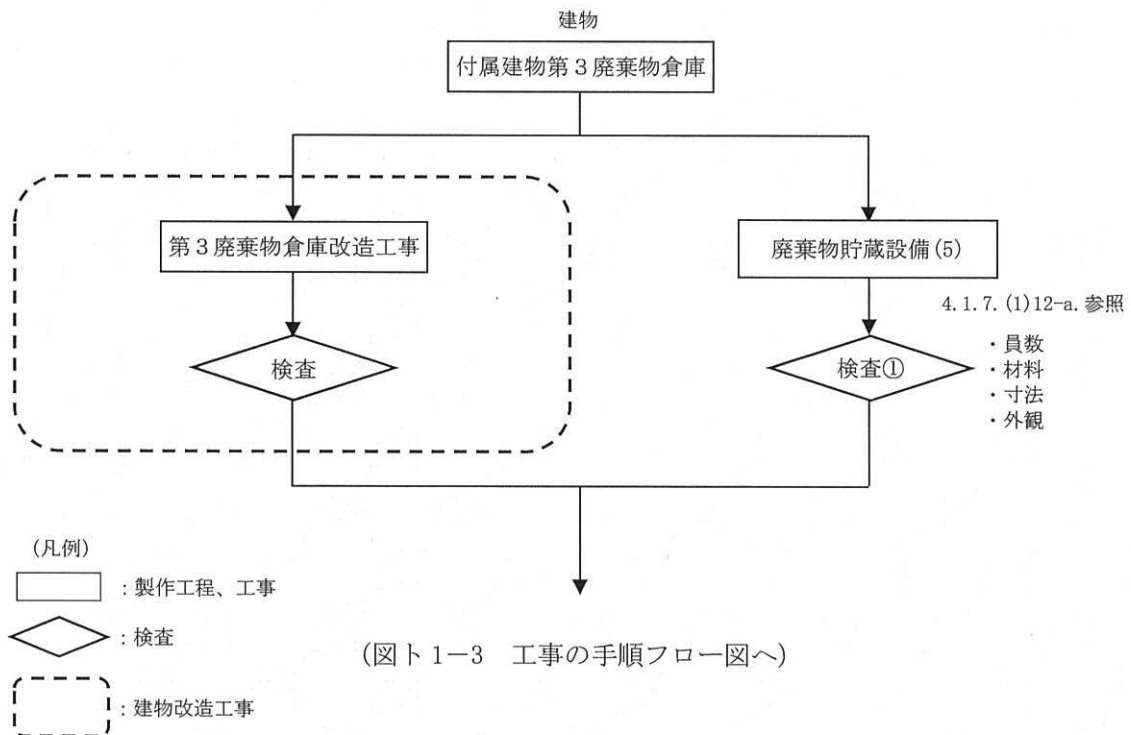 建物
付属建物第3廃棄物倉庫
第3廃棄物倉庫改造工事
廃棄物貯蔵設備(5)
4.1.7.(1)12-a.参照
検査
検査①
・員数
・材料
・寸法
・外観
(凡例)
：製作工程、工事
：検査
：建物改造工事
(図ト1－3　工事の手順フロー図へ)